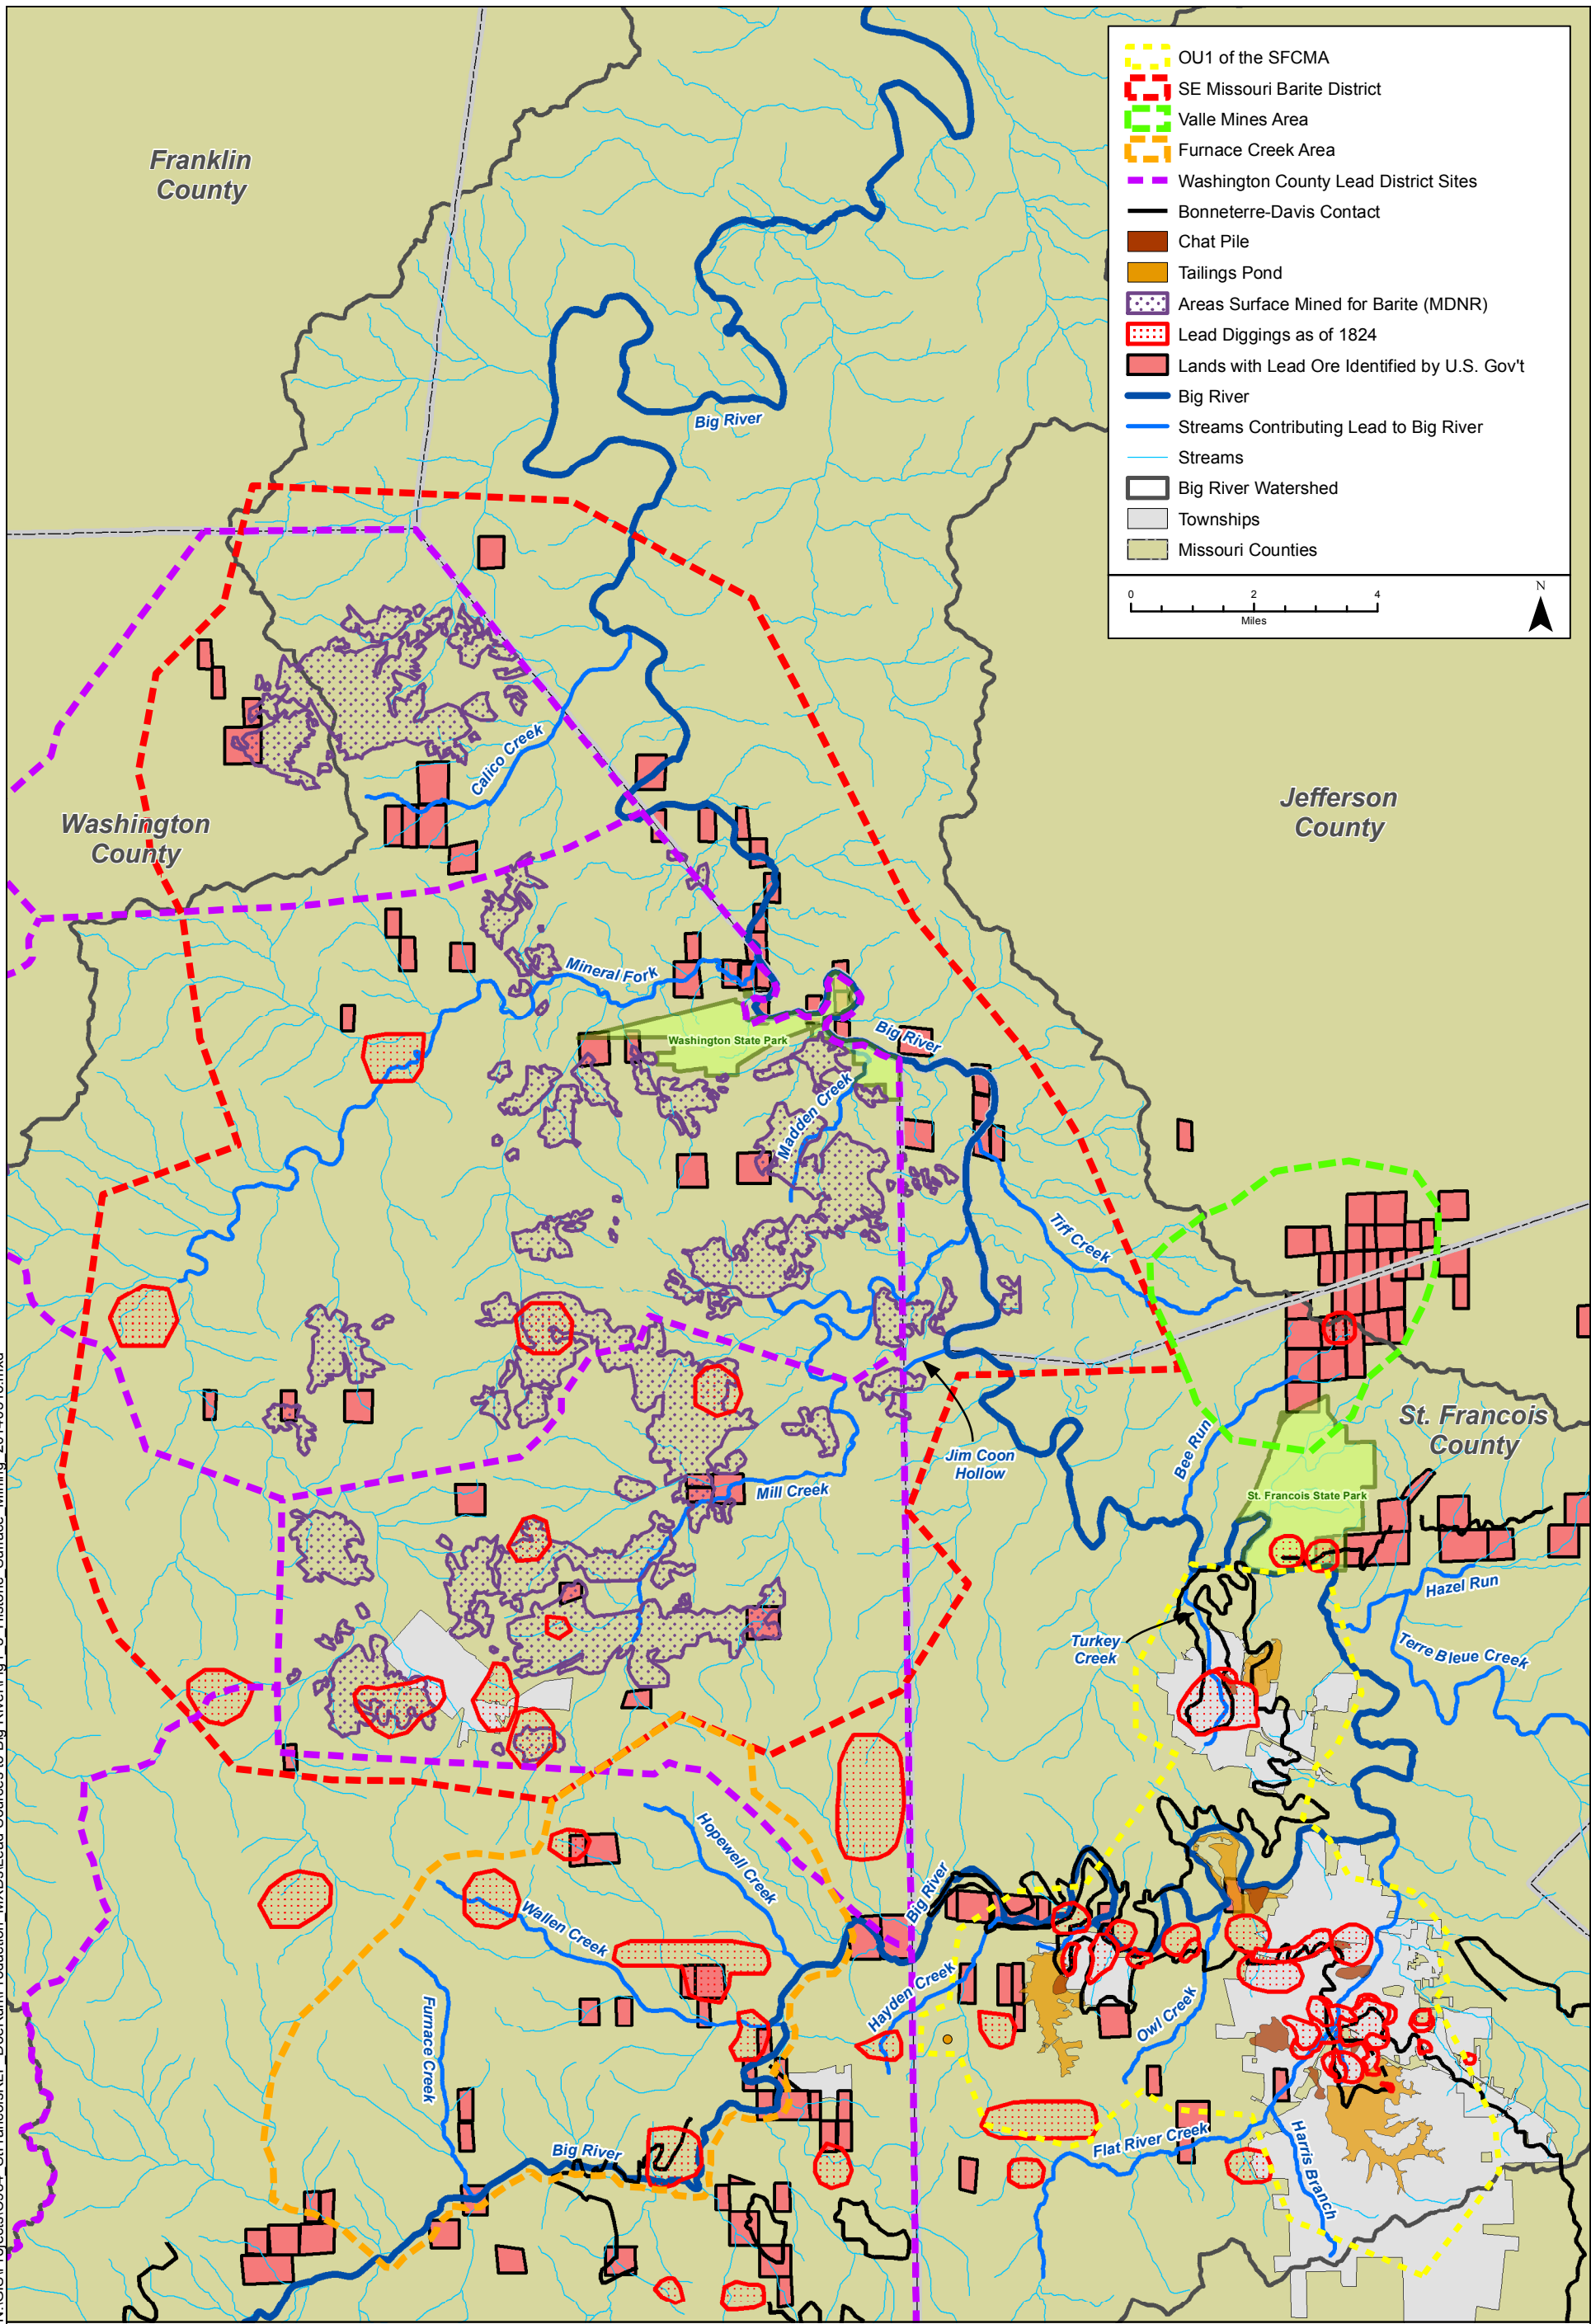 OU1 of the SFCMA
SE Missouri Barite District
Valle Mines Area
Furnace Creek Area
Washington County Lead District Sites
Bonneterre-Davis Contact
Chat Pile
Tailings Pond
Areas Surface Mined for Barite (MDNR)
Lead Diggings as of 1824
Lands with Lead Ore Identified by U.S. Gov't
Big River
Streams Contributing Lead to Big River
Streams
Big River Watershed
Townships
Missouri Counties
0
2
4
Miles
N
Franklin
County
Big River
Calico Creek
Jefferson
County
Washington
County
Mineral Fork
Washington State Park
Big River
Madden Creek
Tiff Creek
St. Francois
County
Jim Coon
Hollow
Bee Run
Mill Creek
St. Francois State Park
Hazel Run
Turkey
Creek
Terre Bleue Creek
Hopewell Creek
Big River
Wallen Creek
Hayden Creek
Owl Creek
Furnace Creek
Flat River Creek
Harris Branch
Big River